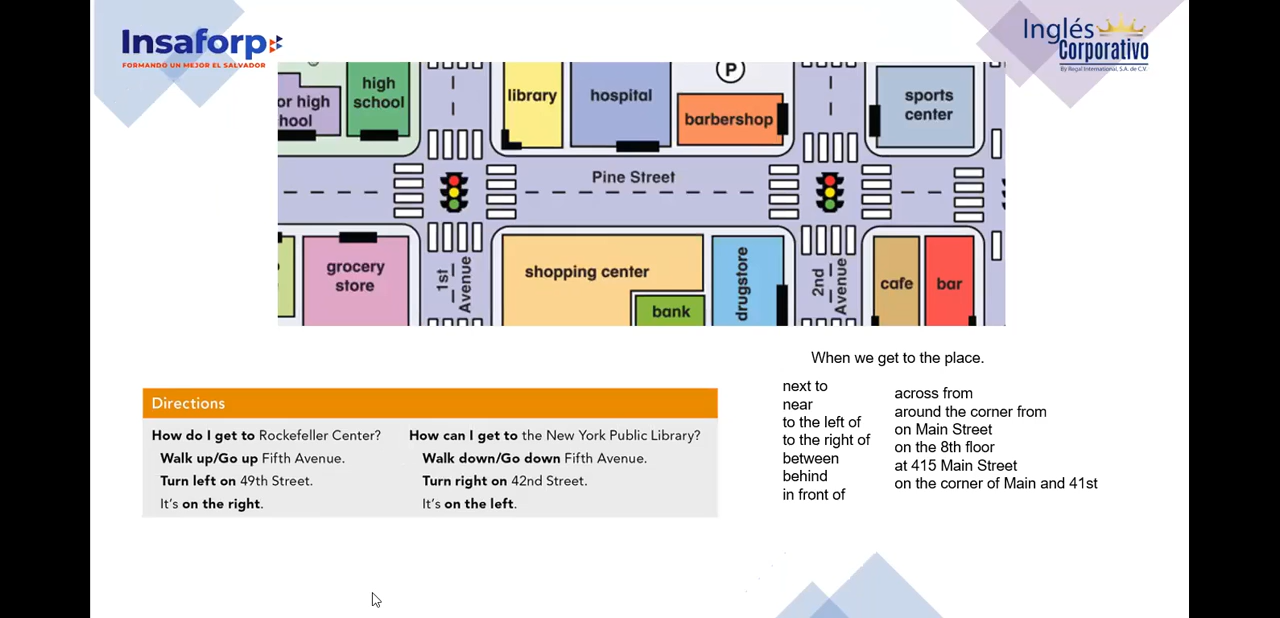 Insaforp
FORMANDO UN MEJOR EL SALVADOR
Inglés
Corporativo
By Regal International, S.A. de C.V.
or high
hool
high
school
library
hospital
P
barbershop
sports
center
Pine Street
grocery
store
1st
Avenue
shopping center
bank
drugstore
2nd
Avenue
cafe
bar
When we get to the place.
next to
near
to the left of
to the right of
between
behind
in front of
across from
around the corner from
on Main Street
on the 8th floor
at 415 Main Street
on the corner of Main and 41st
Directions
How do I get to Rockefeller Center?
Walk up/Go up Fifth Avenue.
Turn left on 49th Street.
It's on the right.
How can I get to the New York Public Library?
Walk down/Go down Fifth Avenue.
Turn right on 42nd Street.
It's on the left.